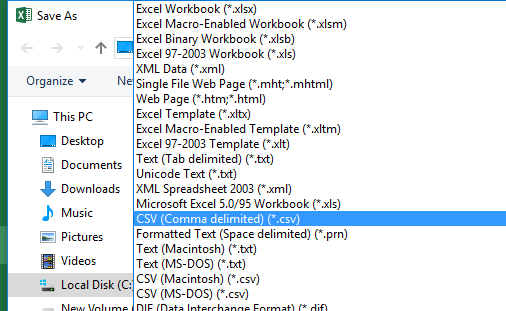 Save As
Organize
Ne
This PC
Desktop
Documents
Downloads
Music
Pictures
Videos
Local Disk (C:
New Volume (
Excel Workbook (*.xlsx)
Excel Macro-Enabled Workbook (*.xlsm)
Excel Binary Workbook (*.xlsb)
Excel 97-2003 Workbook (*.xls)
XML Data (*.xml)
Single File Web Page (*.mht;*.mhtml)
Web Page (*.htm;*.html)
Excel Template (*.xltx)
Excel Macro-Enabled Template (*.xltm)
Excel 97-2003 Template (*.xlt)
Text (Tab delimited) (*.txt)
Unicode Text (*.txt)
XML Spreadsheet 2003 (*.xml)
Microsoft Excel 5.0/95 Workbook (*.xls)
CSV (Comma delimited) (*.csv)
Formatted Text (Space delimited) (*.prn)
Text (Macintosh) (*.txt)
Text (MS-DOS) (*.txt)
CSV (Macintosh) (*.csv)
CSV (MS-DOS) (*.csv)
DIF (Data Interchange Format) (*.dif)